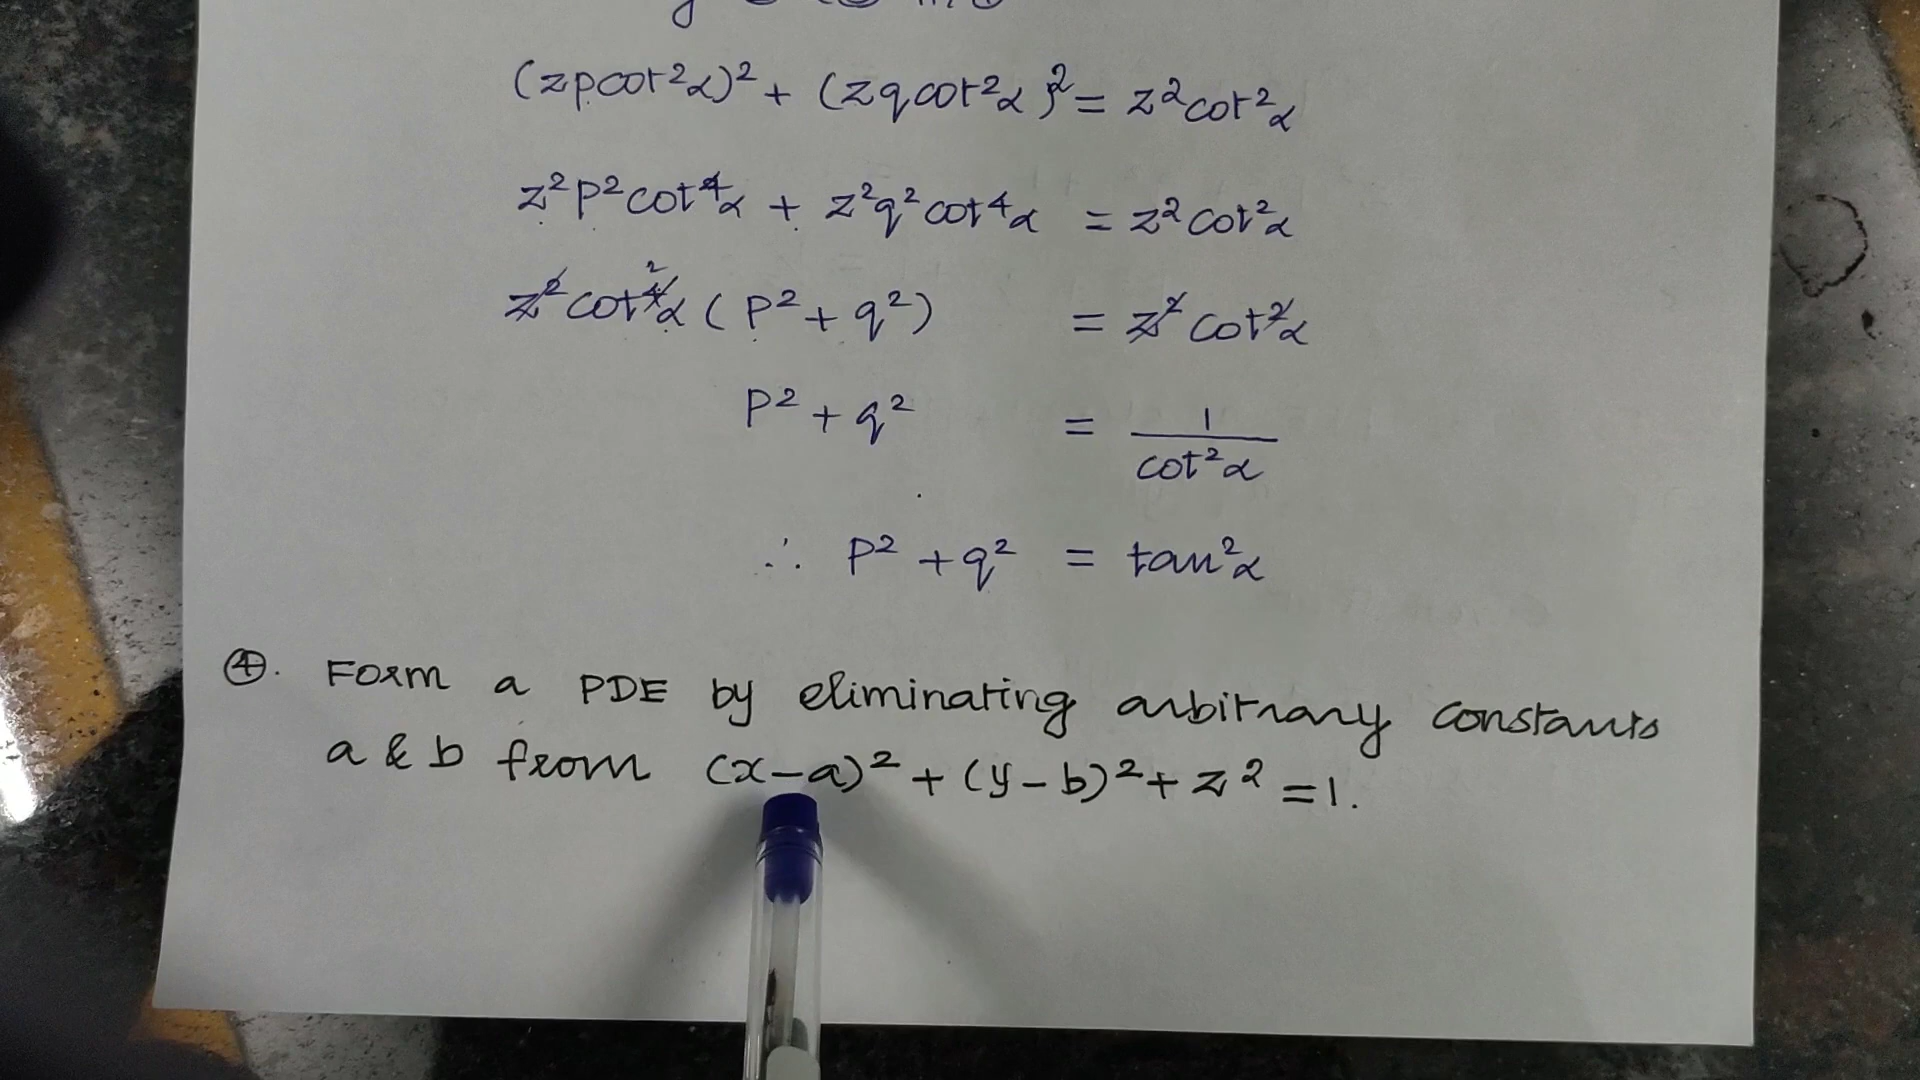 (zpcot²α)² + (zqcot²α)² = z²cot²α
z²p²cot⁴α + z²q²cot⁴α = z²cot²α
z²cot⁴²α (p² + q²) = z²cot²α
p² + q² = 1/cot²α
∴ p² + q² = tan²α
④. Form a PDE by eliminating arbitrary constants
a & b from (x-a)² + (y-b)² + z² = 1.